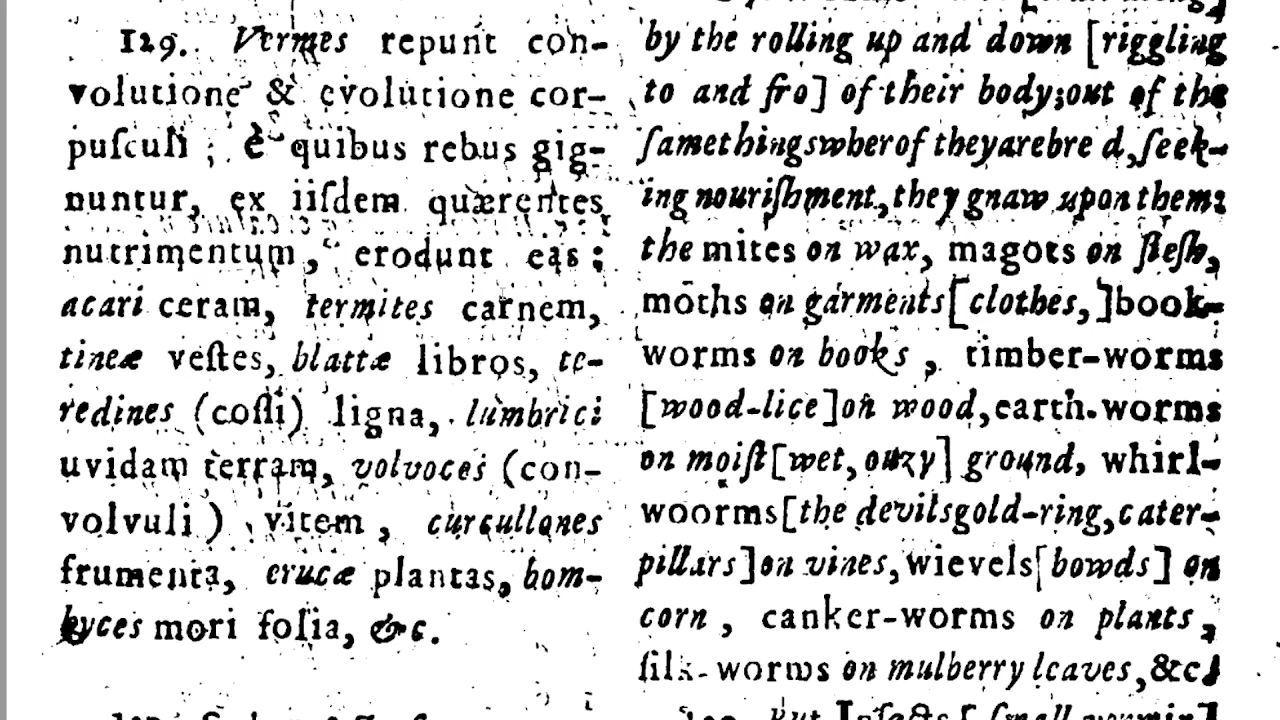 129. Vermes repunt con-
volutione & evolutione cor-
puſculi ; è quibus rebus gig-
nuntur, ex iiſdem quærentes
nutrimentum, erodunt eas ;
acari ceram, termites carnem,
tineæ veſtes, blattæ libros, te-
redines (coſſi) ligna, lumbrici
uvidam terram, volvoces (con-
volvuli) vitem, curcullones
frumenta, erucæ plantas, bom-
byces mori folia, &c.
by the rolling up and down [riggling
to and fro] of their body; out of the
ſame things wherof they are bred, ſeek-
ing nouriſhment, they gnaw upon them:
the mites on wax, magots on fleſh,
moths on garments [clothes,] book-
worms on books, timber-worms
[wood-lice] on wood, earth-worms
on moiſt [wet, ouzy] ground, whirl-
woorms [the devils gold-ring, cater-
pillars] on vines, wievels [bowds] on
corn, canker-worms on plants,
ſilk-worms on mulberry leaves, &c.